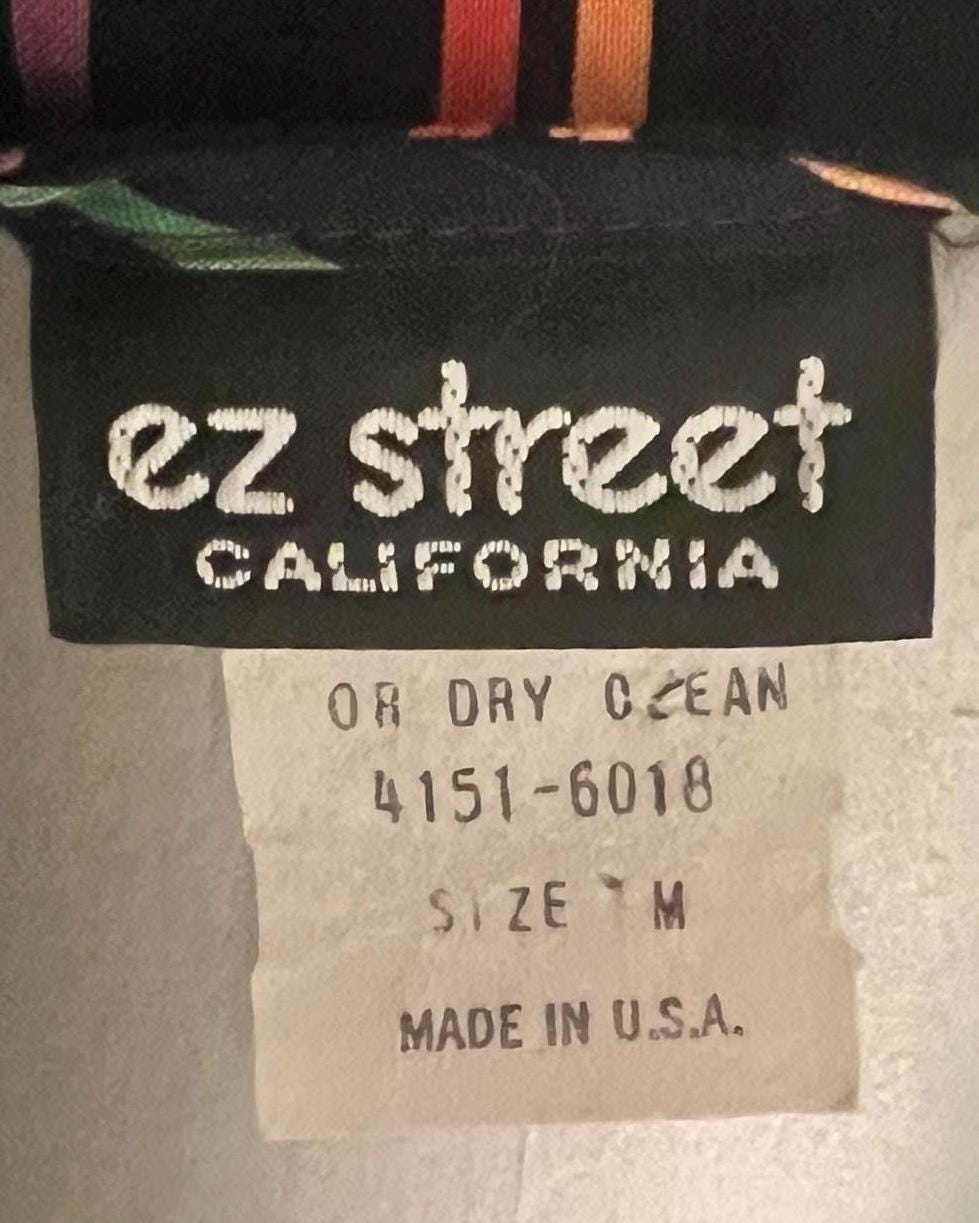 ez street
CALIFORNIA
OR DRY CLEAN
4151-6018
SIZE M
MADE IN U.S.A.